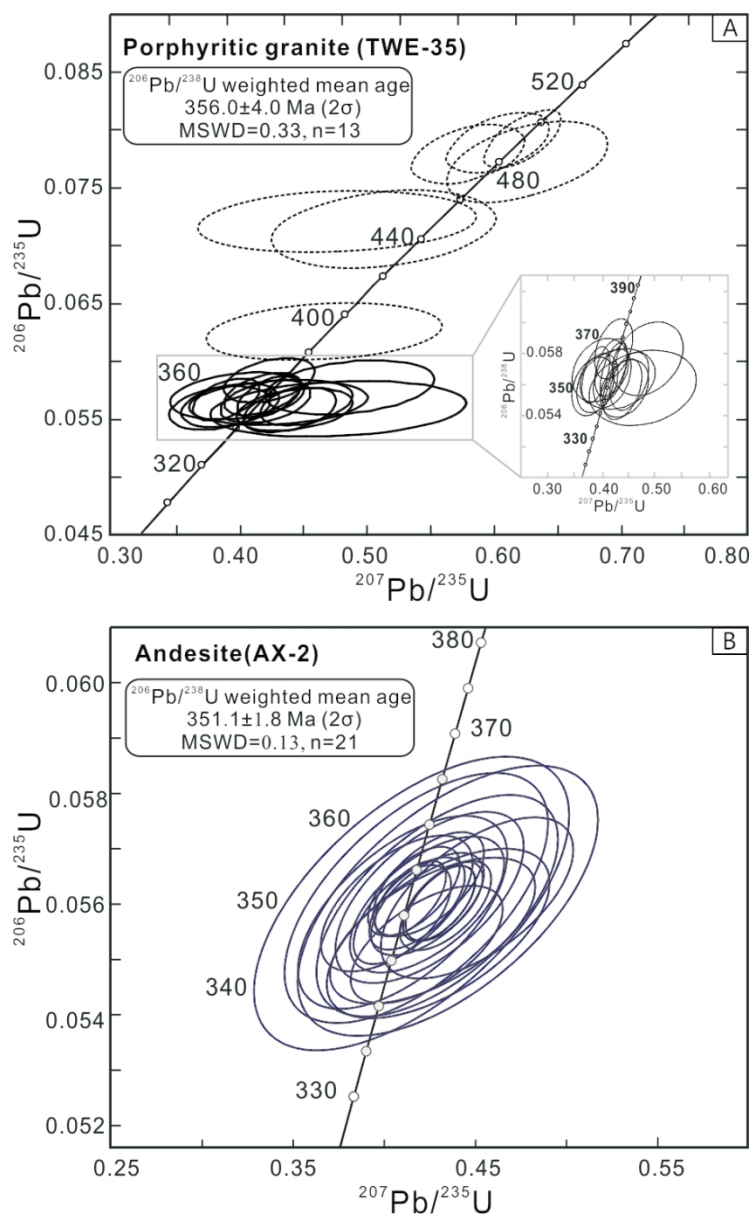 A
Porphyritic granite (TWE-35)
²⁰⁶Pb/²³⁸U weighted mean age
356.0±4.0 Ma (2σ)
MSWD=0.33, n=13
0.085
0.075
0.065
0.055
0.045
²⁰⁶Pb/²³⁵U
520
480
440
400
360
320
390
370
350
330
0.058
0.054
²⁰⁶Pb/²³⁸U
0.30 0.40 0.50 0.60
²⁰⁷Pb/²³⁵U
0.30 0.40 0.50 0.60 0.70 0.80
²⁰⁷Pb/²³⁵U
B
Andesite(AX-2)
²⁰⁶Pb/²³⁸U weighted mean age
351.1±1.8 Ma (2σ)
MSWD=0.13, n=21
0.060
0.058
0.056
0.054
0.052
²⁰⁶Pb/²³⁵U
380
370
360
350
340
330
0.25 0.35 0.45 0.55
²⁰⁷Pb/²³⁵U